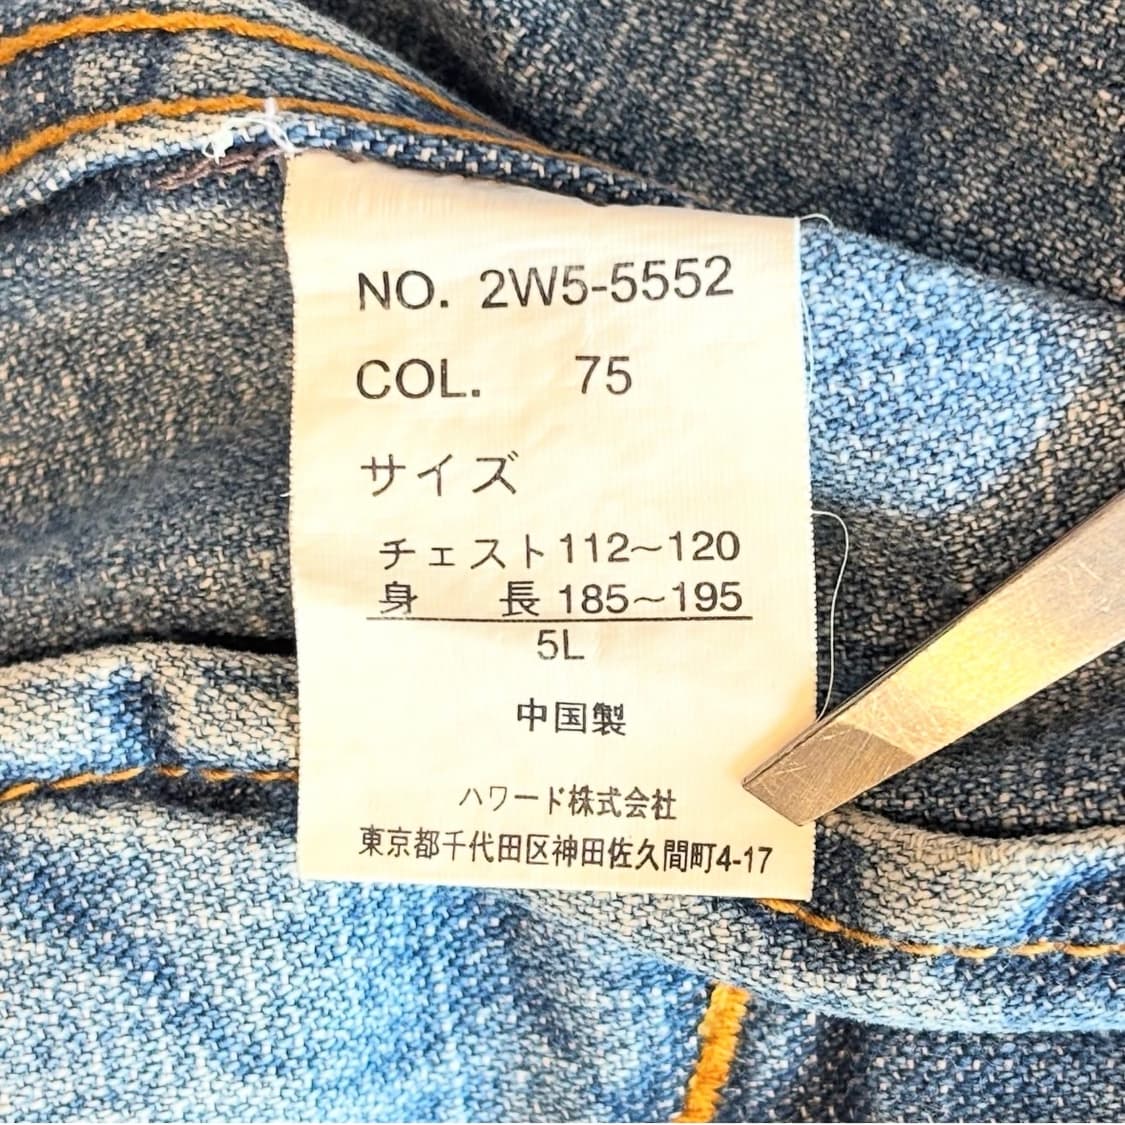 NO. 2W5-5552
COL. 75
サイズ
チェスト112～120
身　長185～195
5L
中国製
ハワード株式会社
東京都千代田区神田佐久間町4-17